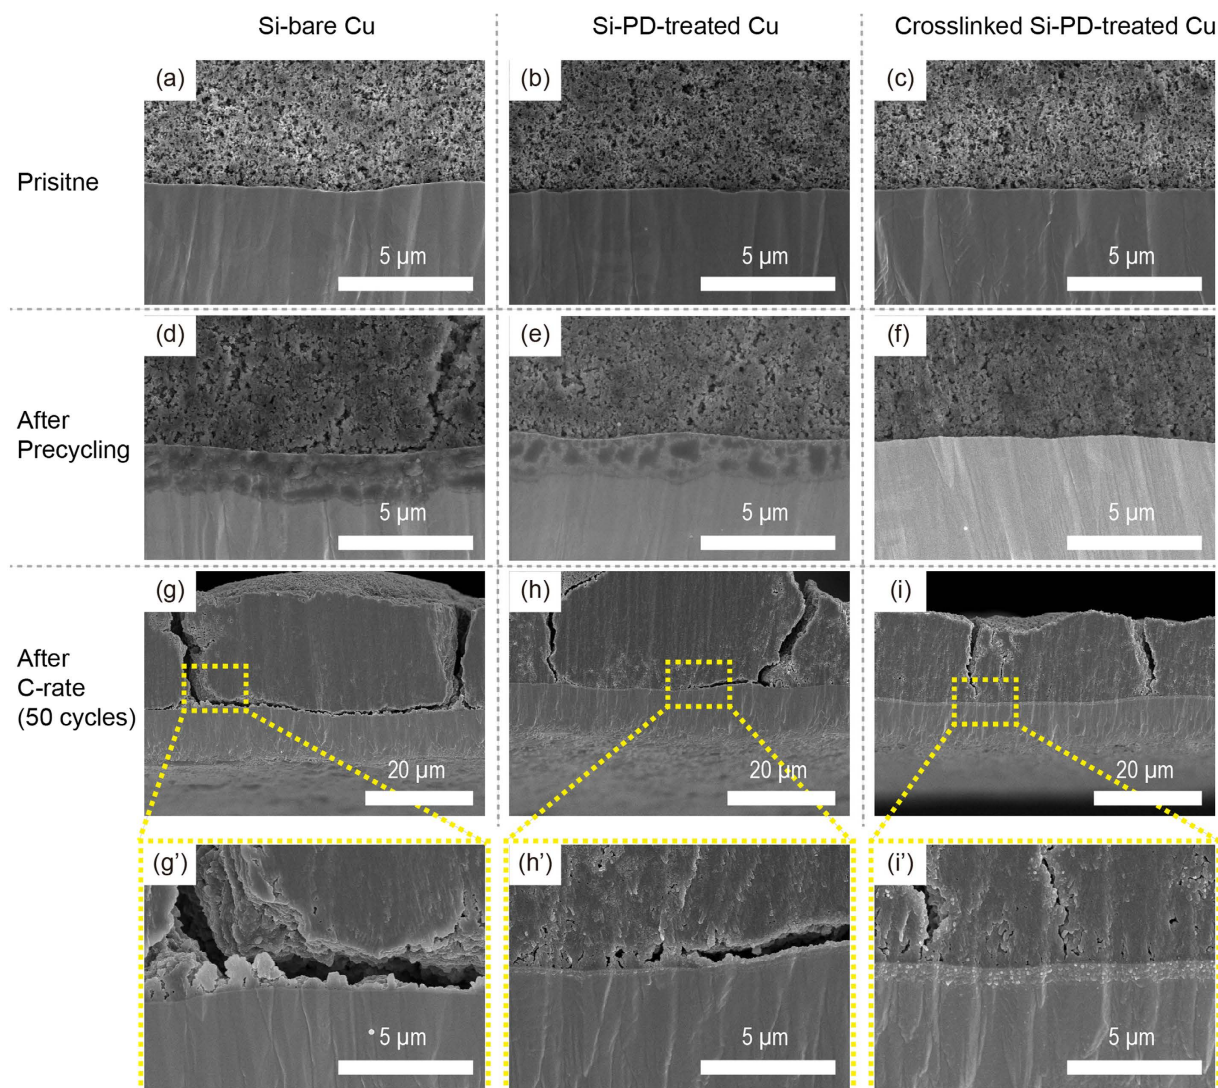 Si-bare Cu
Si-PD-treated Cu
Crosslinked Si-PD-treated Cu
Prisitne
(a)
5 µm
(b)
5 µm
(c)
5 µm
After
Precycling
(d)
5 µm
(e)
5 µm
(f)
5 µm
After
C-rate
(50 cycles)
(g)
20 µm
(h)
20 µm
(i)
20 µm
(g')
5 µm
(h')
5 µm
(i')
5 µm